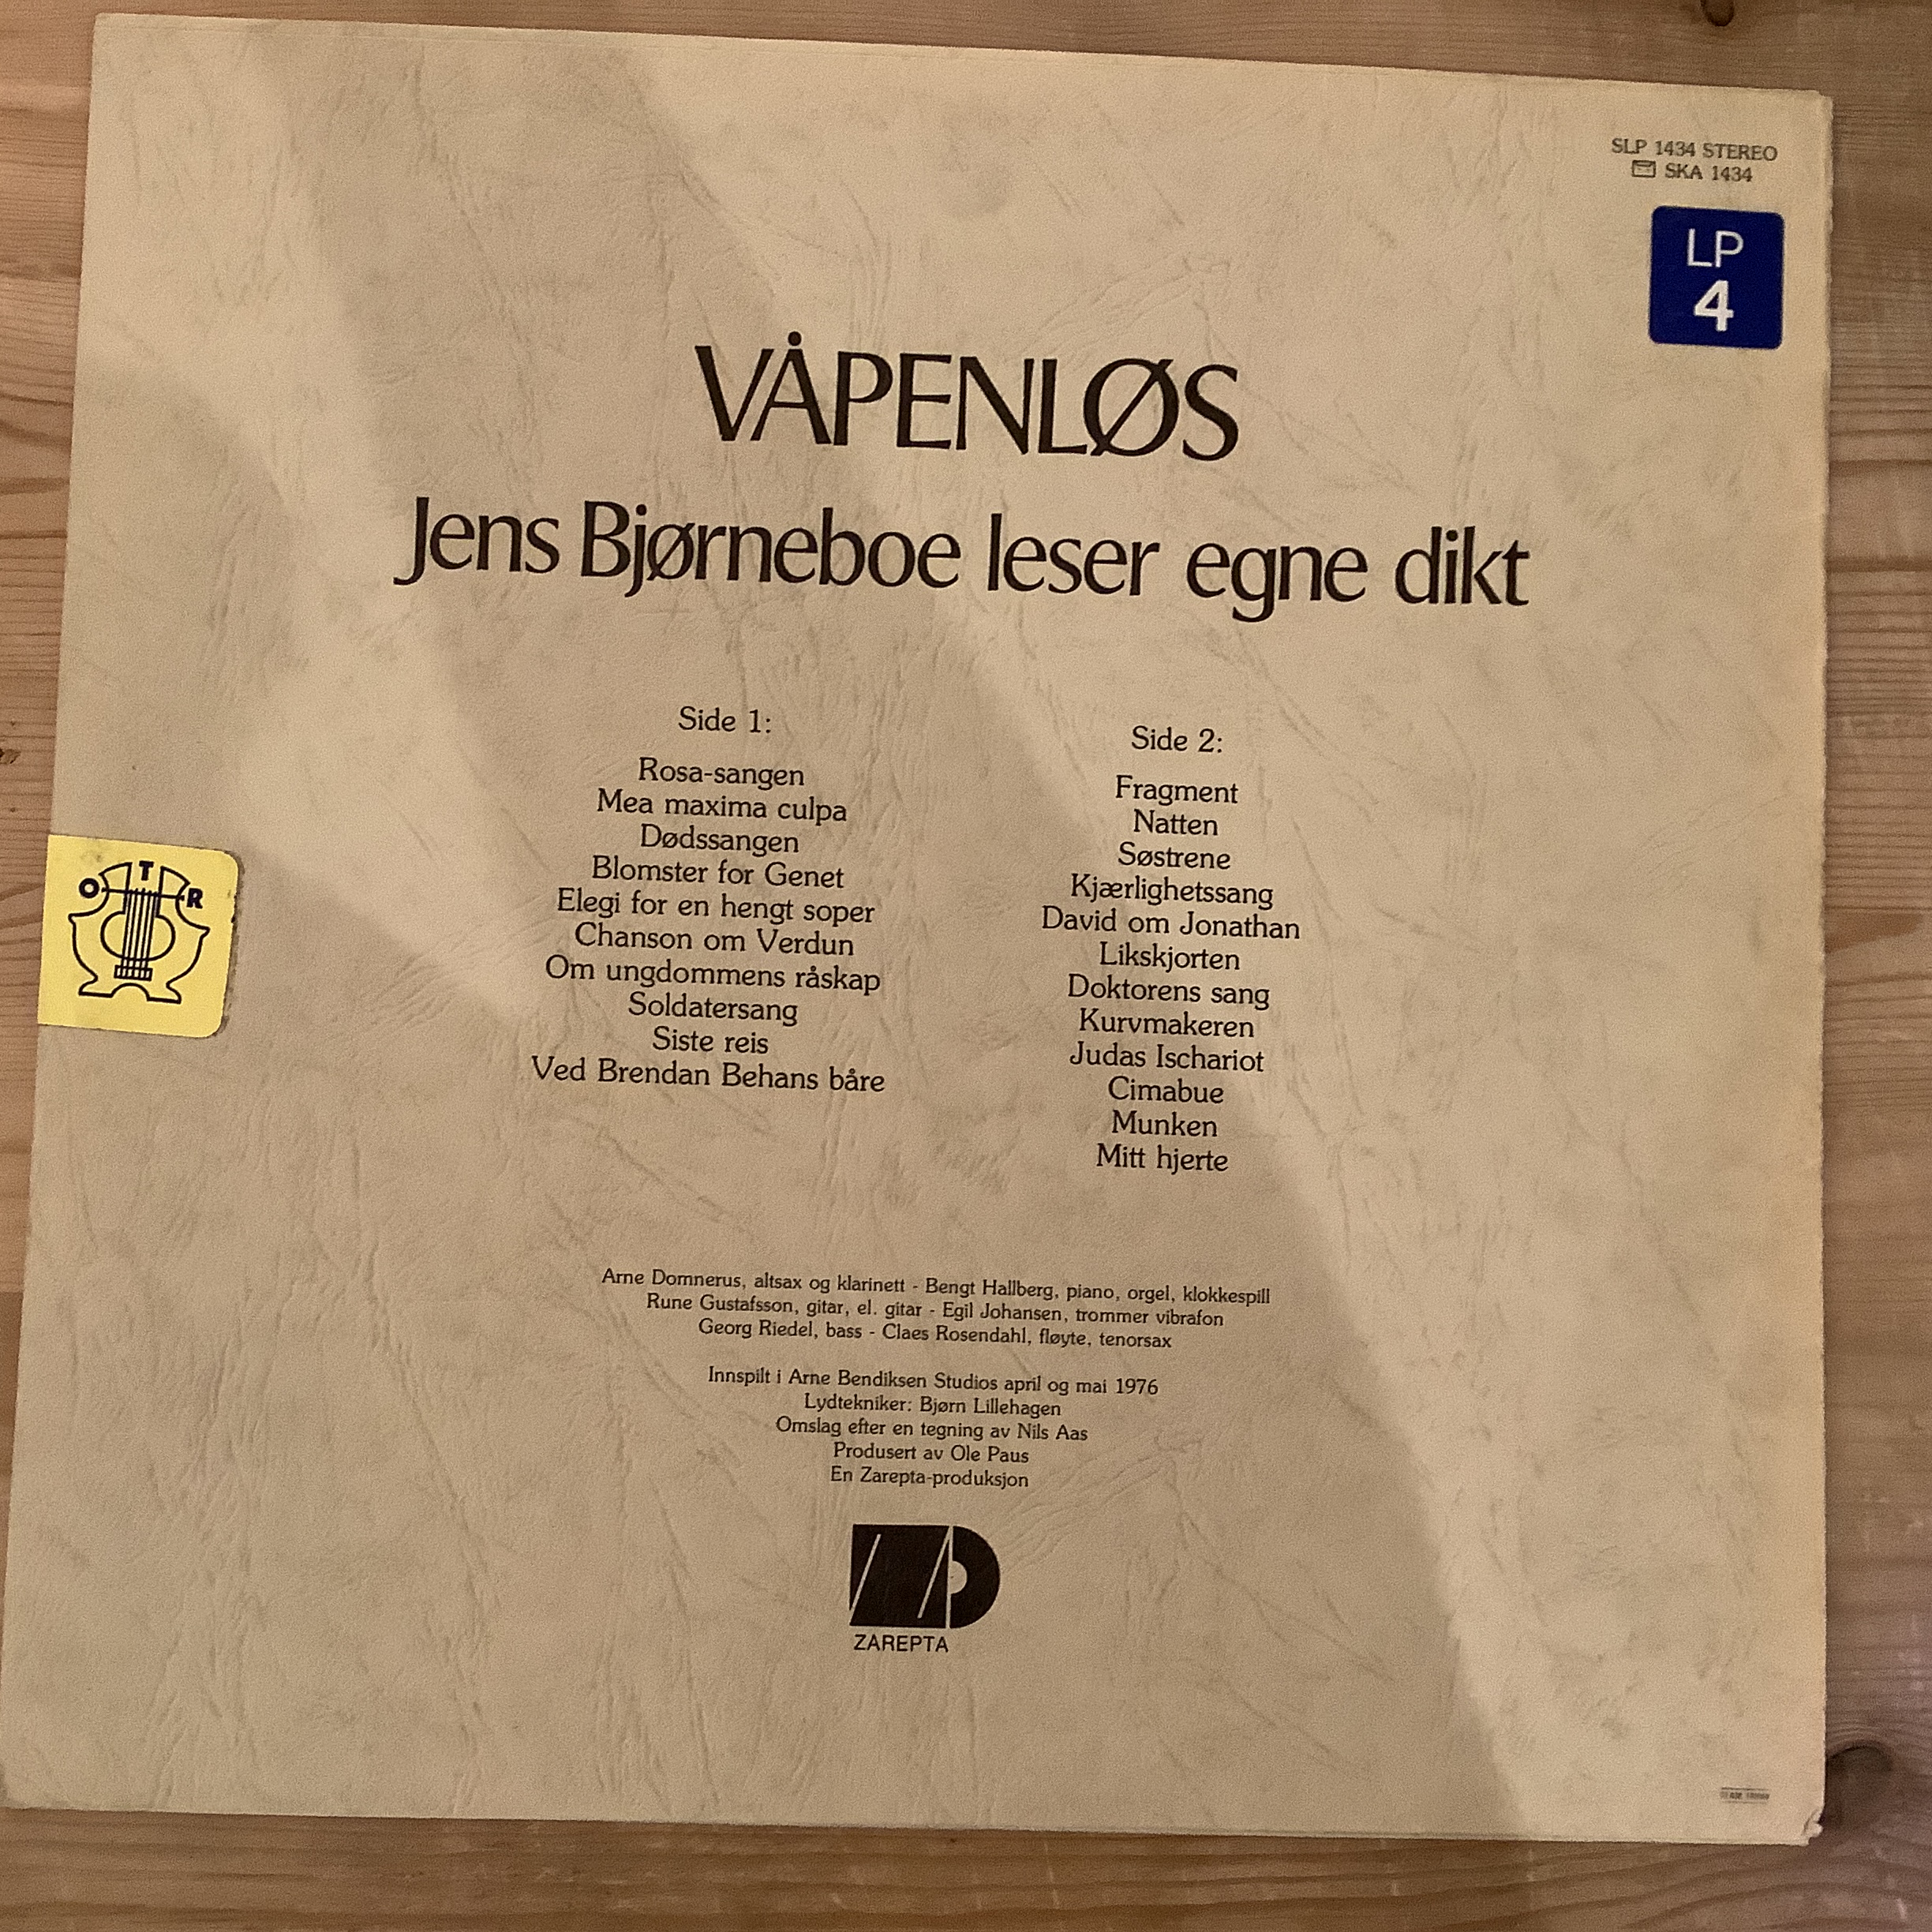 SLP 1434 STEREO
SKA 1434
LP
4
VÅPENLØS
Jens Bjørneboe leser egne dikt
Side 1:
Rosa-sangen
Mea maxima culpa
Dødssangen
Blomster for Genet
Elegi for en hengt soper
Chanson om Verdun
Om ungdommens råskap
Soldatersang
Siste reis
Ved Brendan Behans båre
Side 2:
Fragment
Natten
Søstrene
Kjærlighetssang
David om Jonathan
Likskjorten
Doktorens sang
Kurvmakeren
Judas Ischariot
Cimabue
Munken
Mitt hjerte
O T R
Arne Domnerus, altsax og klarinett - Bengt Hallberg, piano, orgel, klokkespill
Rune Gustafsson, gitar, el. gitar - Egil Johansen, trommer vibrafon
Georg Riedel, bass - Claes Rosendahl, fløyte, tenorsax
Innspilt i Arne Bendiksen Studios april og mai 1976
Lydtekniker: Bjørn Lillehagen
Omslag efter en tegning av Nils Aas
Produsert av Ole Paus
En Zarepta-produksjon
ZAREPTA